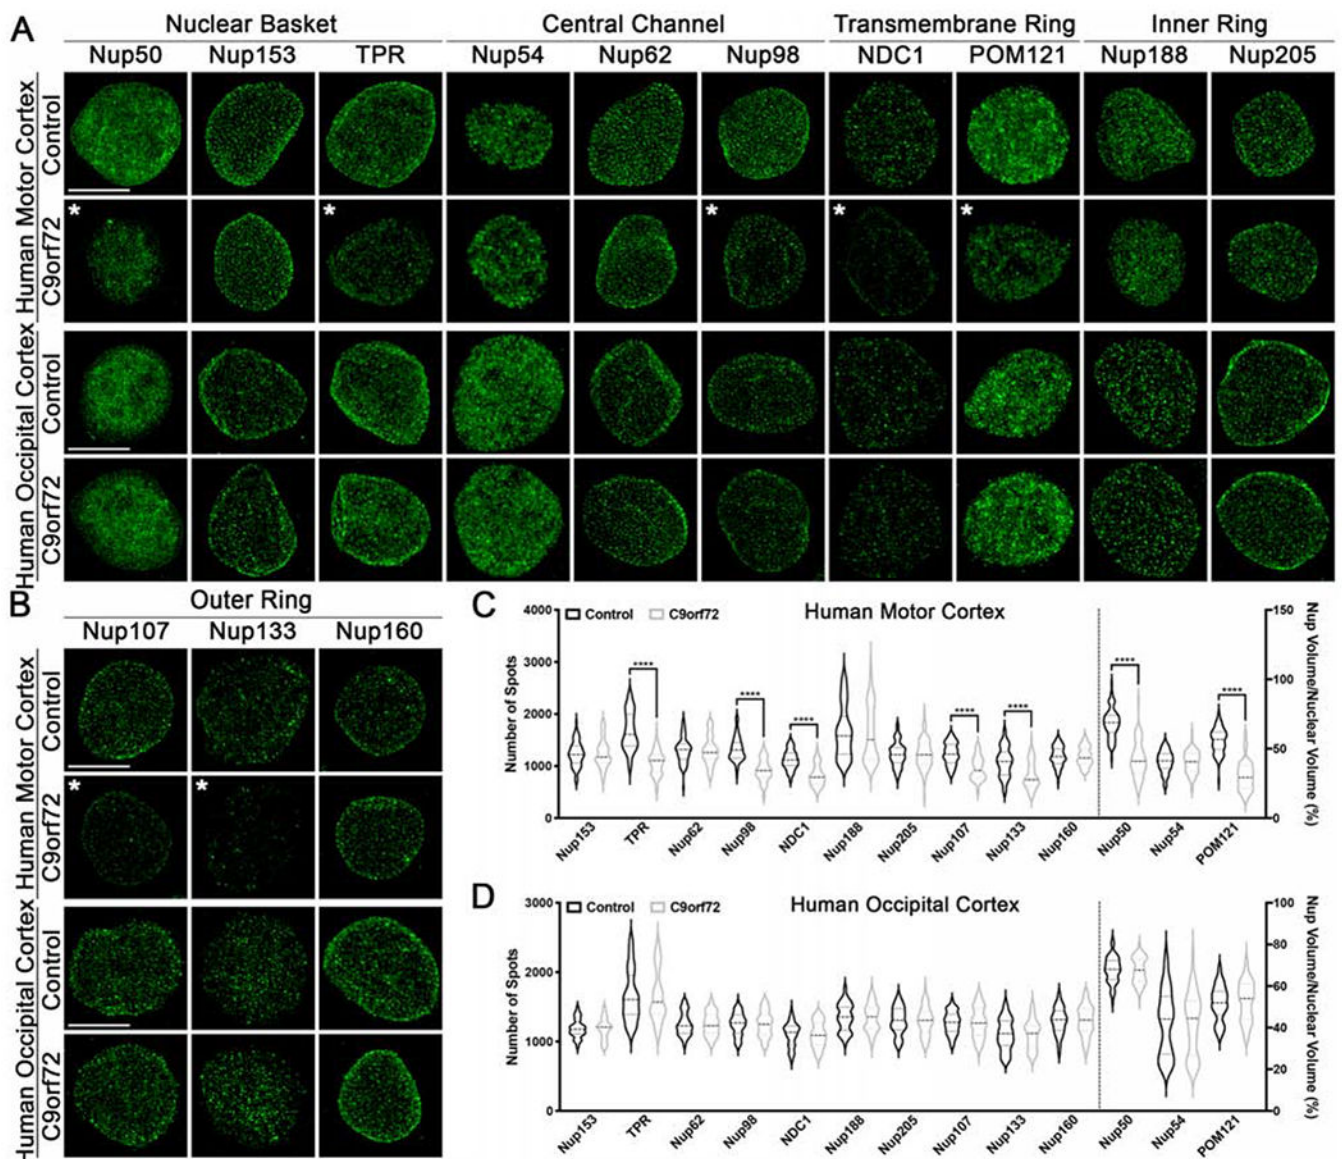 A
Nuclear Basket Central Channel Transmembrane Ring Inner Ring
Nup50 Nup153 TPR Nup54 Nup62 Nup98 NDC1 POM121 Nup188 Nup205
Human Motor Cortex
Control
* * * * *
C9orf72
Human Occipital Cortex
Control
C9orf72
B
Outer Ring
Nup107 Nup133 Nup160
Human Motor Cortex
Control
* *
C9orf72
Human Occipital Cortex
Control
C9orf72
C
Human Motor Cortex
Control C9orf72
Number of Spots
4000
3000
2000
1000
0
**** **** **** **** **** **** ****
Nup Volume/Nuclear Volume (%)
150
100
50
0
Nup153 TPR Nup62 Nup98 NDC1 Nup188 Nup205 Nup107 Nup133 Nup160 Nup50 Nup54 POM121
D
Human Occipital Cortex
Control C9orf72
Number of Spots
3000
2000
1000
0
Nup Volume/Nuclear Volume (%)
100
80
60
40
20
0
Nup153 TPR Nup62 Nup98 NDC1 Nup188 Nup205 Nup107 Nup133 Nup160 Nup50 Nup54 POM121